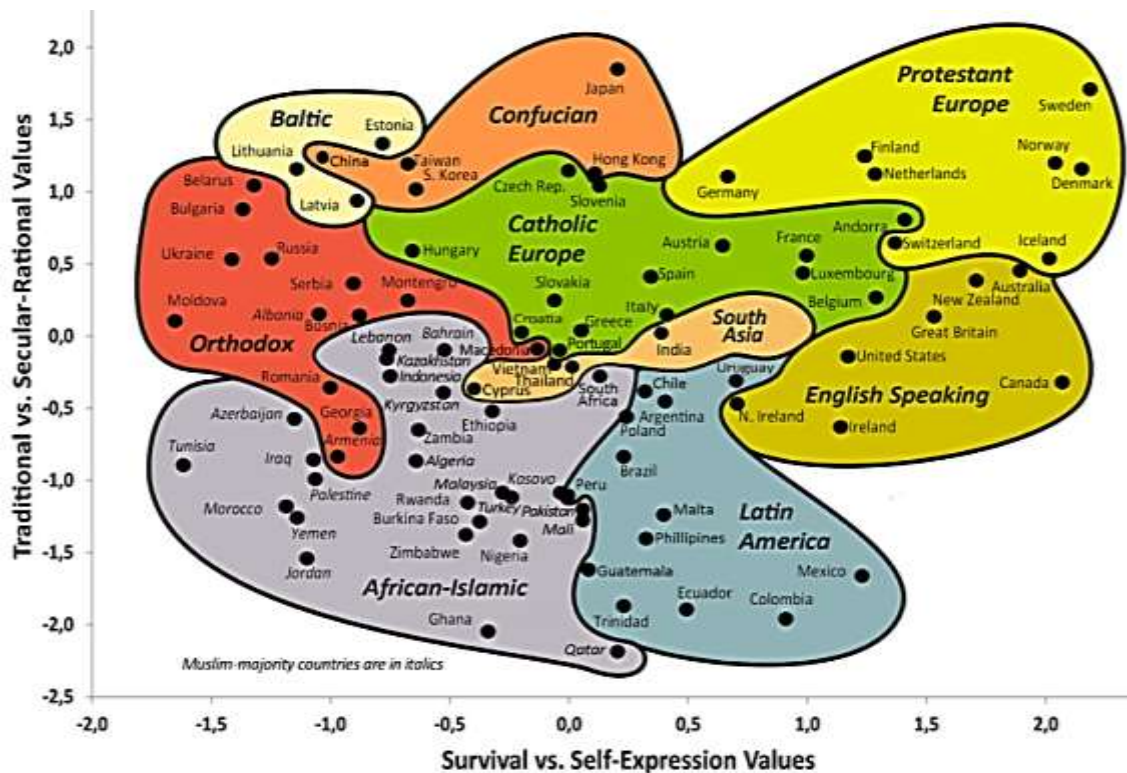 Traditional vs. Secular-Rational Values
2,0
1,5
1,0
0,5
0,0
-0,5
-1,0
-1,5
-2,0
-2,5
Protestant
Europe
Sweden
Japan
Confucian
Baltic
Estonia
Finland
Norway
Lithuania
China
Taiwan
Hong Kong
Netherlands
Denmark
Belarus
S. Korea
Czech Rep.
Slovenia
Germany
Bulgaria
Latvia
Catholic
Europe
Andorra
Ukraine
Russia
Hungary
Austria
France
Switzerland
Iceland
Serbia
Montengro
Slovakia
Spain
Luxembourg
Australia
Moldova
Albania
Bosnia
Croatia
Greece
Italy
Belgium
New Zealand
South
Asia
Great Britain
Orthodox
Lebanon
Bahrain
Macedonia
Portugal
India
United States
Kazakhstan
Vietnam
Indonesia
Thailand
Uruguay
Romania
Cyprus
South
Africa
Chile
Canada
English Speaking
Kyrgyzstan
Argentina
N. Ireland
Azerbaijan
Georgia
Ethiopia
Poland
Ireland
Armenia
Zambia
Tunisia
Iraq
Algeria
Brazil
Palestine
Malaysia
Kosovo
Peru
Morocco
Rwanda
Turkey
Pakistan
Malta
Latin
America
Yemen
Burkina Faso
Mali
Jordan
Zimbabwe
Nigeria
Phillipines
African-Islamic
Guatemala
Mexico
Ghana
Trinidad
Ecuador
Colombia
Qatar
Muslim-majority countries are in italics
-2,0 -1,5 -1,0 -0,5 0,0 0,5 1,0 1,5 2,0
Survival vs. Self-Expression Values